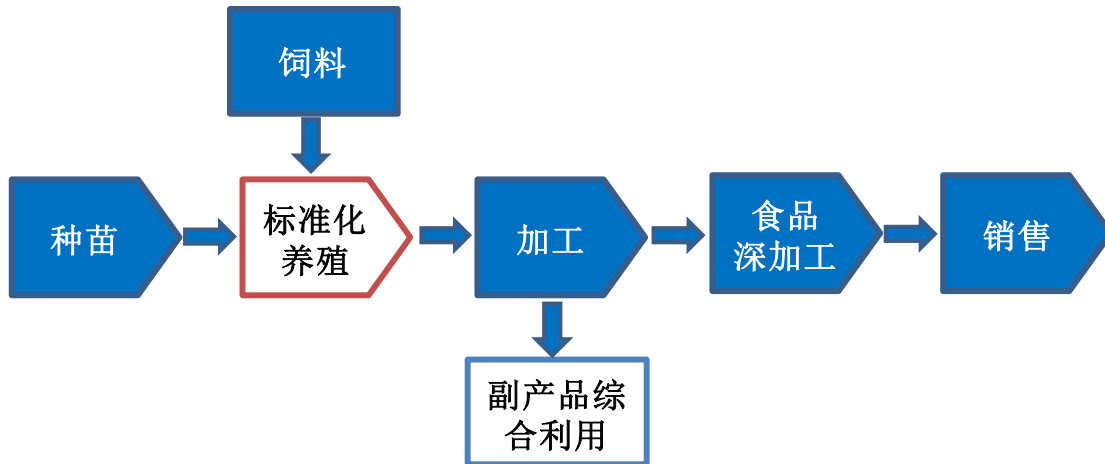 饲料
种苗
标准化
养殖
加工
食品
深加工
销售
副产品综
合利用